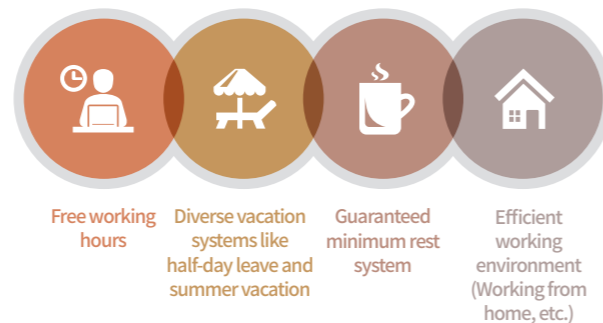 Free working
hours
Diverse vacation
systems like
half-day leave and
summer vacation
Guaranteed
minimum rest
system
Efficient
working
environment
(Working from
home, etc.)